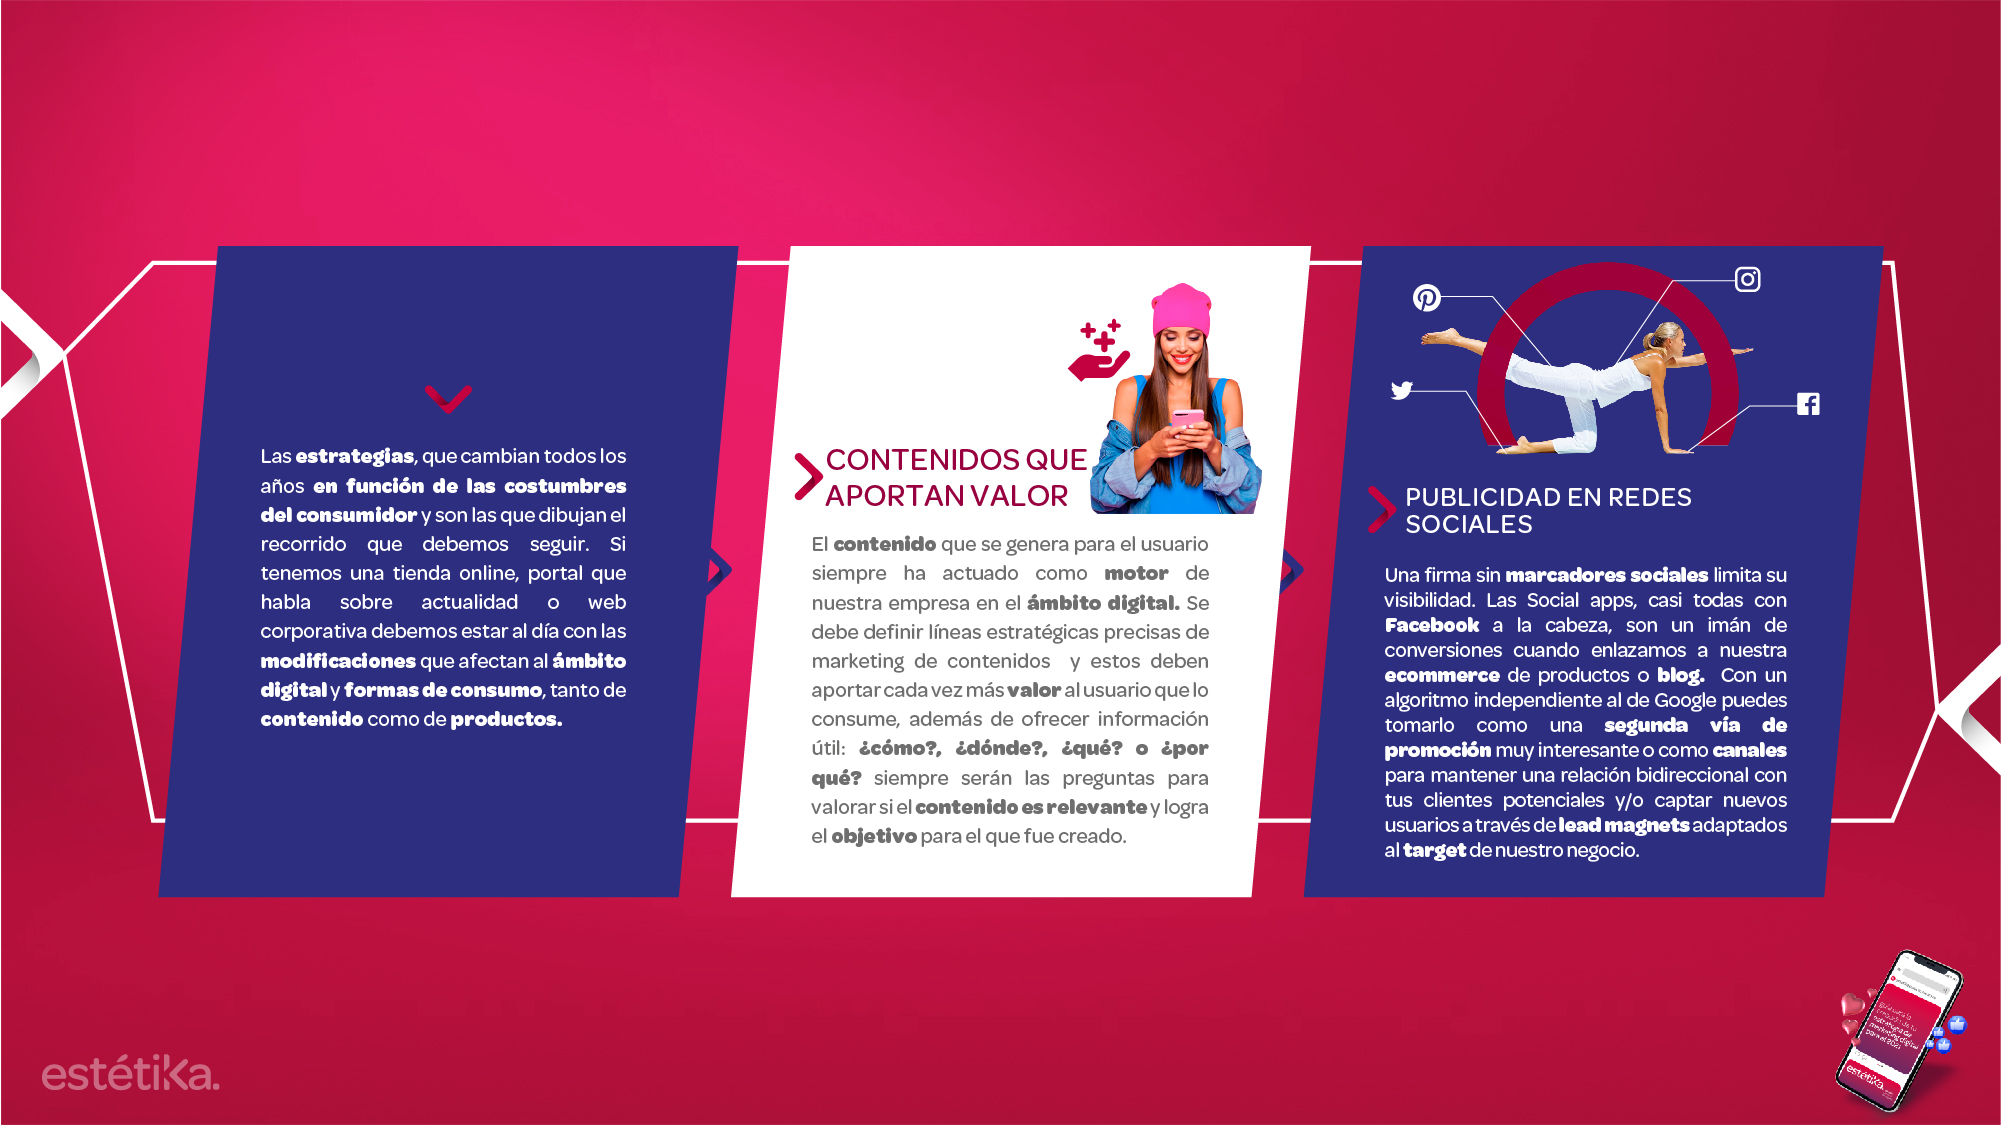 Las estrategias, que cambian todos los
años en función de las costumbres
del consumidor y son las que dibujan el
recorrido que debemos seguir. Si
tenemos una tienda online, portal que
habla sobre actualidad o web
corporativa debemos estar al día con las
modificaciones que afectan al ámbito
digital y formas de consumo, tanto de
contenido como de productos.
CONTENIDOS QUE
APORTAN VALOR
El contenido que se genera para el usuario
siempre ha actuado como motor de
nuestra empresa en el ámbito digital. Se
debe definir líneas estratégicas precisas de
marketing de contenidos y estos deben
aportar cada vez más valor al usuario que lo
consume, además de ofrecer información
útil: ¿cómo?, ¿dónde?, ¿qué? o ¿por
qué? siempre serán las preguntas para
valorar si el contenido es relevante y logra
el objetivo para el que fue creado.
PUBLICIDAD EN REDES
SOCIALES
Una firma sin marcadores sociales limita su
visibilidad. Las Social apps, casi todas con
Facebook a la cabeza, son un imán de
conversiones cuando enlazamos a nuestra
ecommerce de productos o blog. Con un
algoritmo independiente al de Google puedes
tomarlo como una segunda vía de
promoción muy interesante o como canales
para mantener una relación bidireccional con
tus clientes potenciales y/o captar nuevos
usuarios a través de lead magnets adaptados
al target de nuestro negocio.
estétika.
estrategia de
marketing digital
estétika.